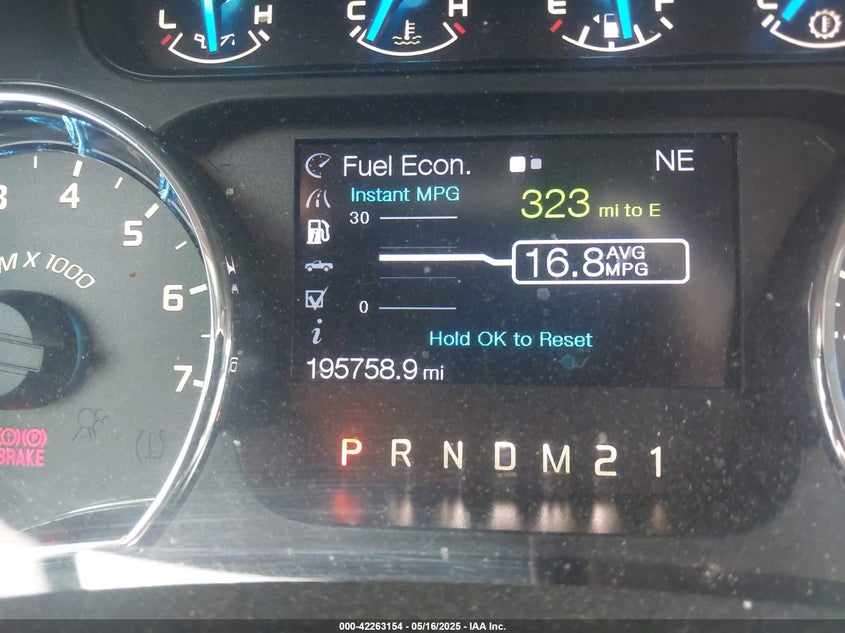 L H C H E F C
Fuel Econ. NE
Instant MPG
323 mi to E
30
16.8 AVG MPG
0
Hold OK to Reset
195758.9 mi
3 4 5 6 7
M X 1000
BRAKE
P R N D M 2 1
000-42263154 - 05/16/2025 - IAA Inc.